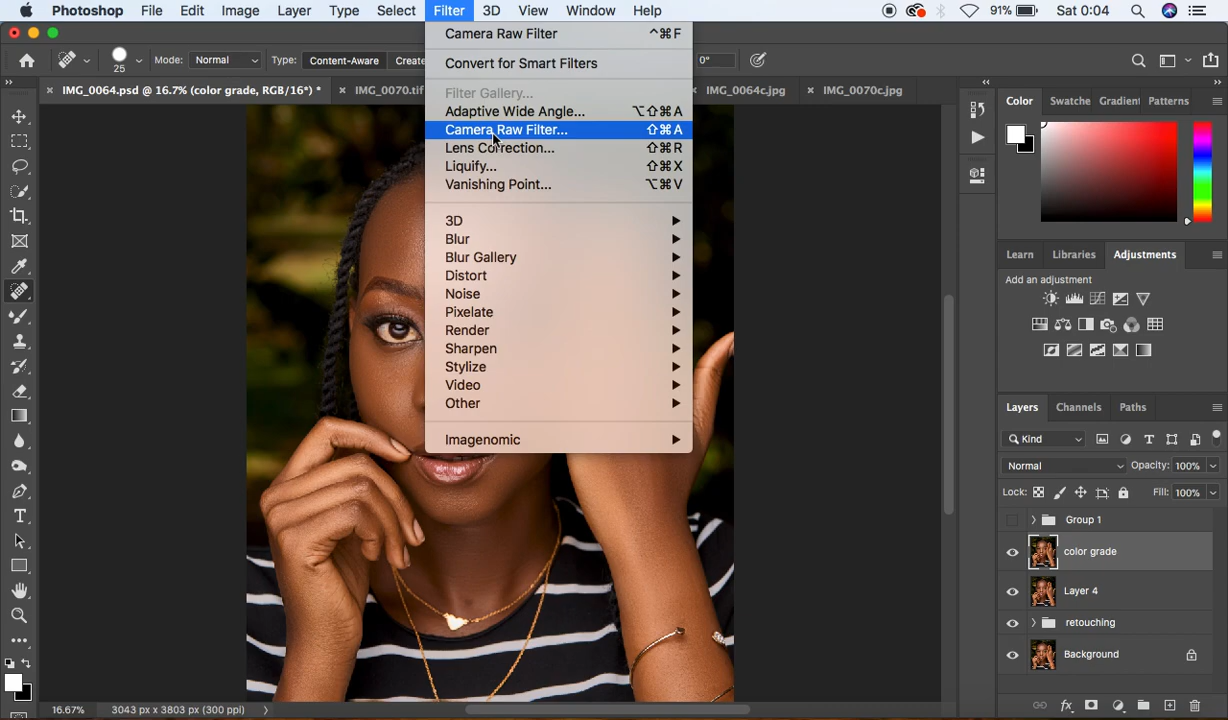 Photoshop File Edit Image Layer Type Select Filter 3D View Window Help 91% Sat 0:04
Camera Raw Filter ^⌘F
25 Mode: Normal Type: Content-Aware Create 0°
Convert for Smart Filters
IMG_0064.psd @ 16.7% (color grade, RGB/16*) * IMG_0070.tif IMG_0064c.jpg IMG_0070c.jpg
Filter Gallery...
Adaptive Wide Angle... ⌥⇧⌘A
Camera Raw Filter... ⇧⌘A
Lens Correction... ⇧⌘R
Liquify... ⇧⌘X
Vanishing Point... ⌥⌘V
3D
Blur
Blur Gallery
Distort
Noise
Pixelate
Render
Sharpen
Stylize
Video
Other
Imagenomic
Color Swatche Gradient Patterns
Learn Libraries Adjustments
Add an adjustment
Layers Channels Paths
Kind
Normal Opacity: 100%
Lock: Fill: 100%
Group 1
color grade
Layer 4
retouching
Background
16.67% 3043 px x 3803 px (300 ppi)